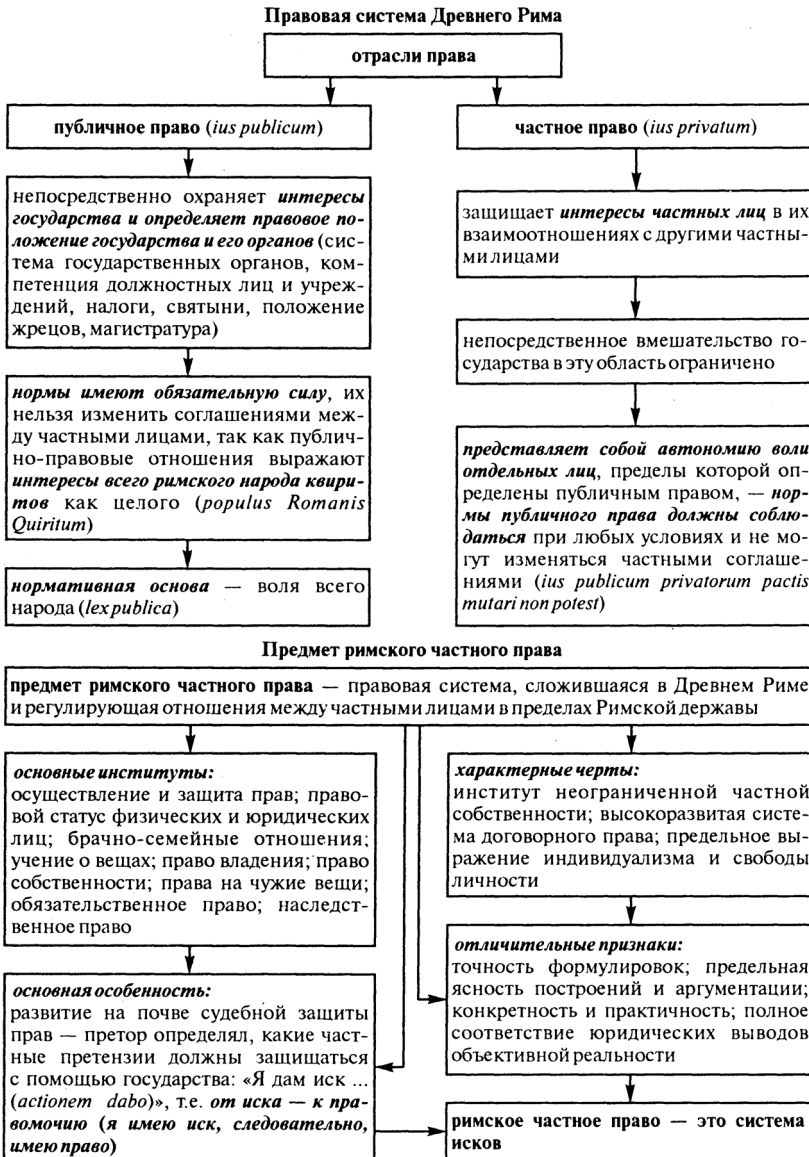 Правовая система Древнего Рима
отрасли права
публичное право (ius publicum)
непосредственно охраняет интересы
государства и определяет правовое по-
ложение государства и его органов (сис-
тема государственных органов, ком-
петенция должностных лиц и учреж-
дений, налоги, святыни, положение
жрецов, магистратура)
нормы имеют обязательную силу, их
нельзя изменить соглашениями меж-
ду частными лицами, так как публич-
но-правовые отношения выражают
интересы всего римского народа квири-
тов как целого (populus Romanis
Quiritum)
нормативная основа — воля всего
народа (lex publica)
частное право (ius privatum)
защищает интересы частных лиц в их
взаимоотношениях с другими частны-
ми лицами
непосредственное вмешательство го-
сударства в эту область ограничено
представляет собой автономию воли
отдельных лиц, пределы которой оп-
ределены публичным правом, — нор-
мы публичного права должны соблю-
даться при любых условиях и не мо-
гут изменяться частными соглаше-
ниями (ius publicum privatorum pactis
mutari non potest)
Предмет римского частного права
предмет римского частного права — правовая система, сложившаяся в Древнем Риме
и регулирующая отношения между частными лицами в пределах Римской державы
основные институты:
осуществление и защита прав; право-
вой статус физических и юридических
лиц; брачно-семейные отношения;
учение о вещах; право владения; право
собственности; права на чужие вещи;
обязательственное право; наследст-
венное право
основная особенность:
развитие на почве судебной защиты
прав — претор определял, какие част-
ные претензии должны защищаться
с помощью государства: «Я дам иск ...
(actionem dabo)», т.е. от иска — к пра-
вомочию (я имею иск, следовательно,
имею право)
характерные черты:
институт неограниченной частной
собственности; высокоразвитая систе-
ма договорного права; предельное вы-
ражение индивидуализма и свободы
личности
отличительные признаки:
точность формулировок; предельная
ясность построений и аргументации;
конкретность и практичность; полное
соответствие юридических выводов
объективной реальности
римское частное право — это система
исков